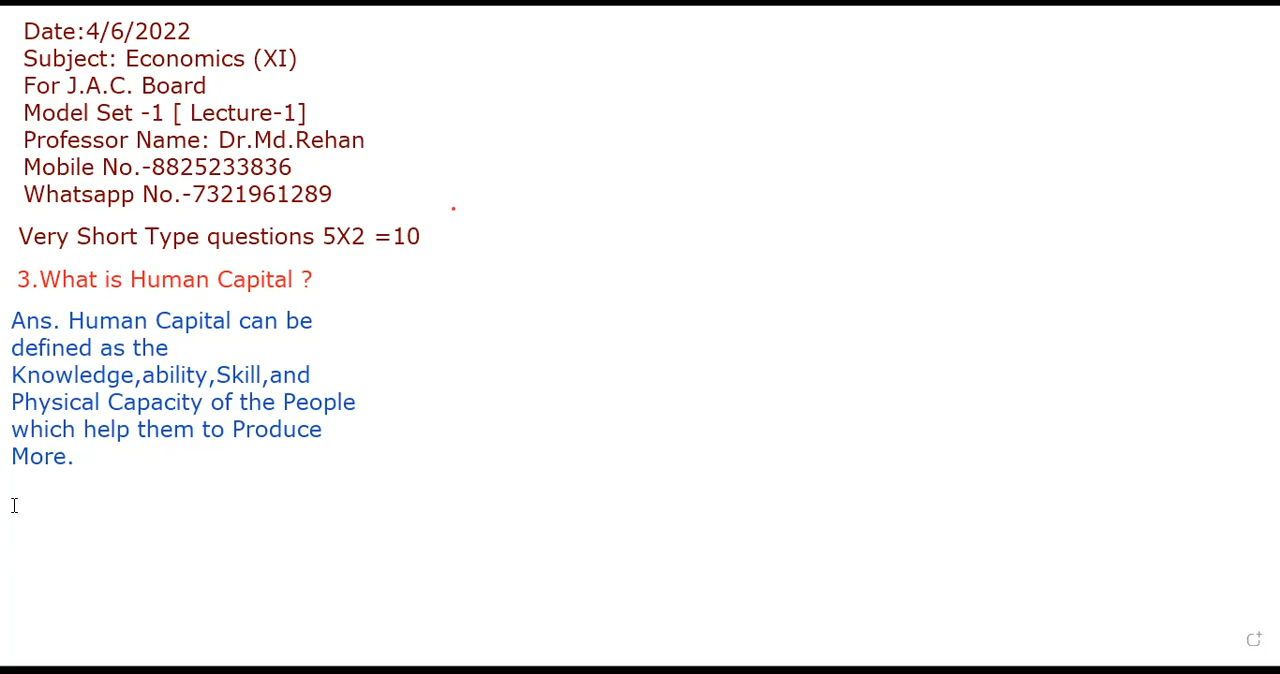 Date:4/6/2022
Subject: Economics (XI)
For J.A.C. Board
Model Set -1 [ Lecture-1]
Professor Name: Dr.Md.Rehan
Mobile No.-8825233836
Whatsapp No.-7321961289
Very Short Type questions 5X2 =10
3.What is Human Capital ?
Ans. Human Capital can be
defined as the
Knowledge,ability,Skill,and
Physical Capacity of the People
which help them to Produce
More.